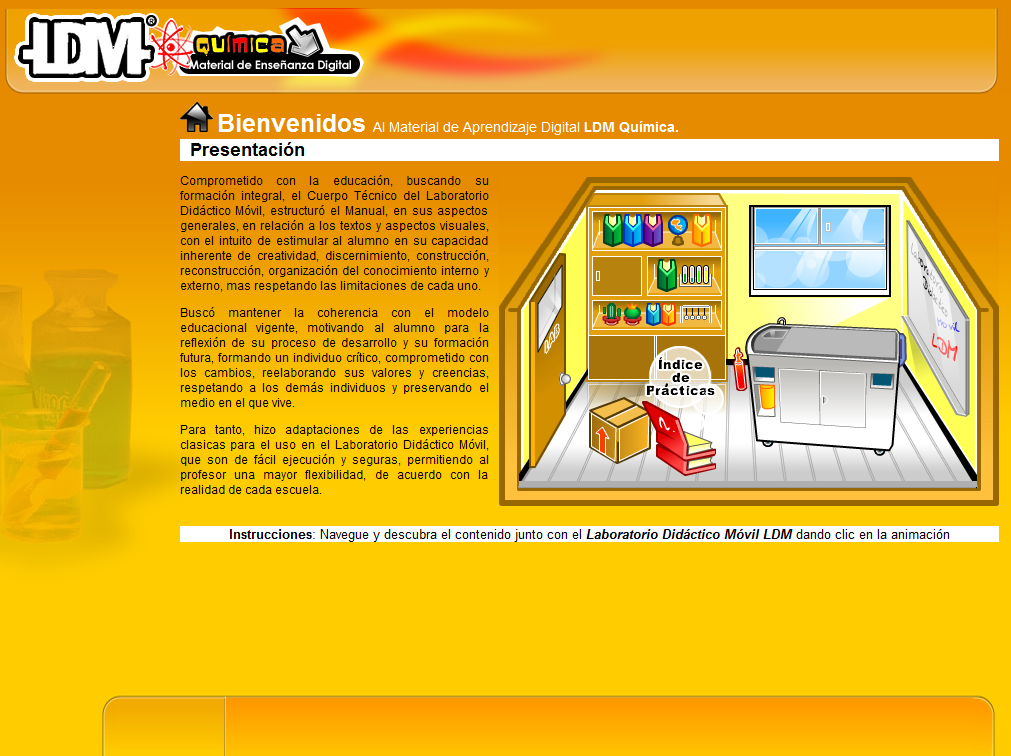 LDM®
QUÍMICA
Material de Enseñanza Digital
Bienvenidos Al Material de Aprendizaje Digital LDM Química.
Presentación
Comprometido con la educación, buscando su
formación integral, el Cuerpo Técnico del Laboratorio
Didáctico Móvil, estructuró el Manual, en sus aspectos
generales, en relación a los textos y aspectos visuales,
con el intuito de estimular al alumno en su capacidad
inherente de creatividad, discernimiento, construcción,
reconstrucción, organización del conocimiento interno y
externo, mas respetando las limitaciones de cada uno.
Buscó mantener la coherencia con el modelo
educacional vigente, motivando al alumno para la
reflexión de su proceso de desarrollo y su formación
futura, formando un individuo crítico, comprometido con
los cambios, reelaborando sus valores y creencias,
respetando a los demás individuos y preservando el
medio en el que vive.
Para tanto, hizo adaptaciones de las experiencias
clasicas para el uso en el Laboratorio Didáctico Móvil,
que son de fácil ejecución y seguras, permitiendo al
profesor una mayor flexibilidad, de acuerdo con la
realidad de cada escuela.
LAB
Índice
de
Prácticas
?
Laboratorio
Didáctico
Móvil
LDM
Instrucciones: Navegue y descubra el contenido junto con el Laboratorio Didáctico Móvil LDM dando clic en la animación